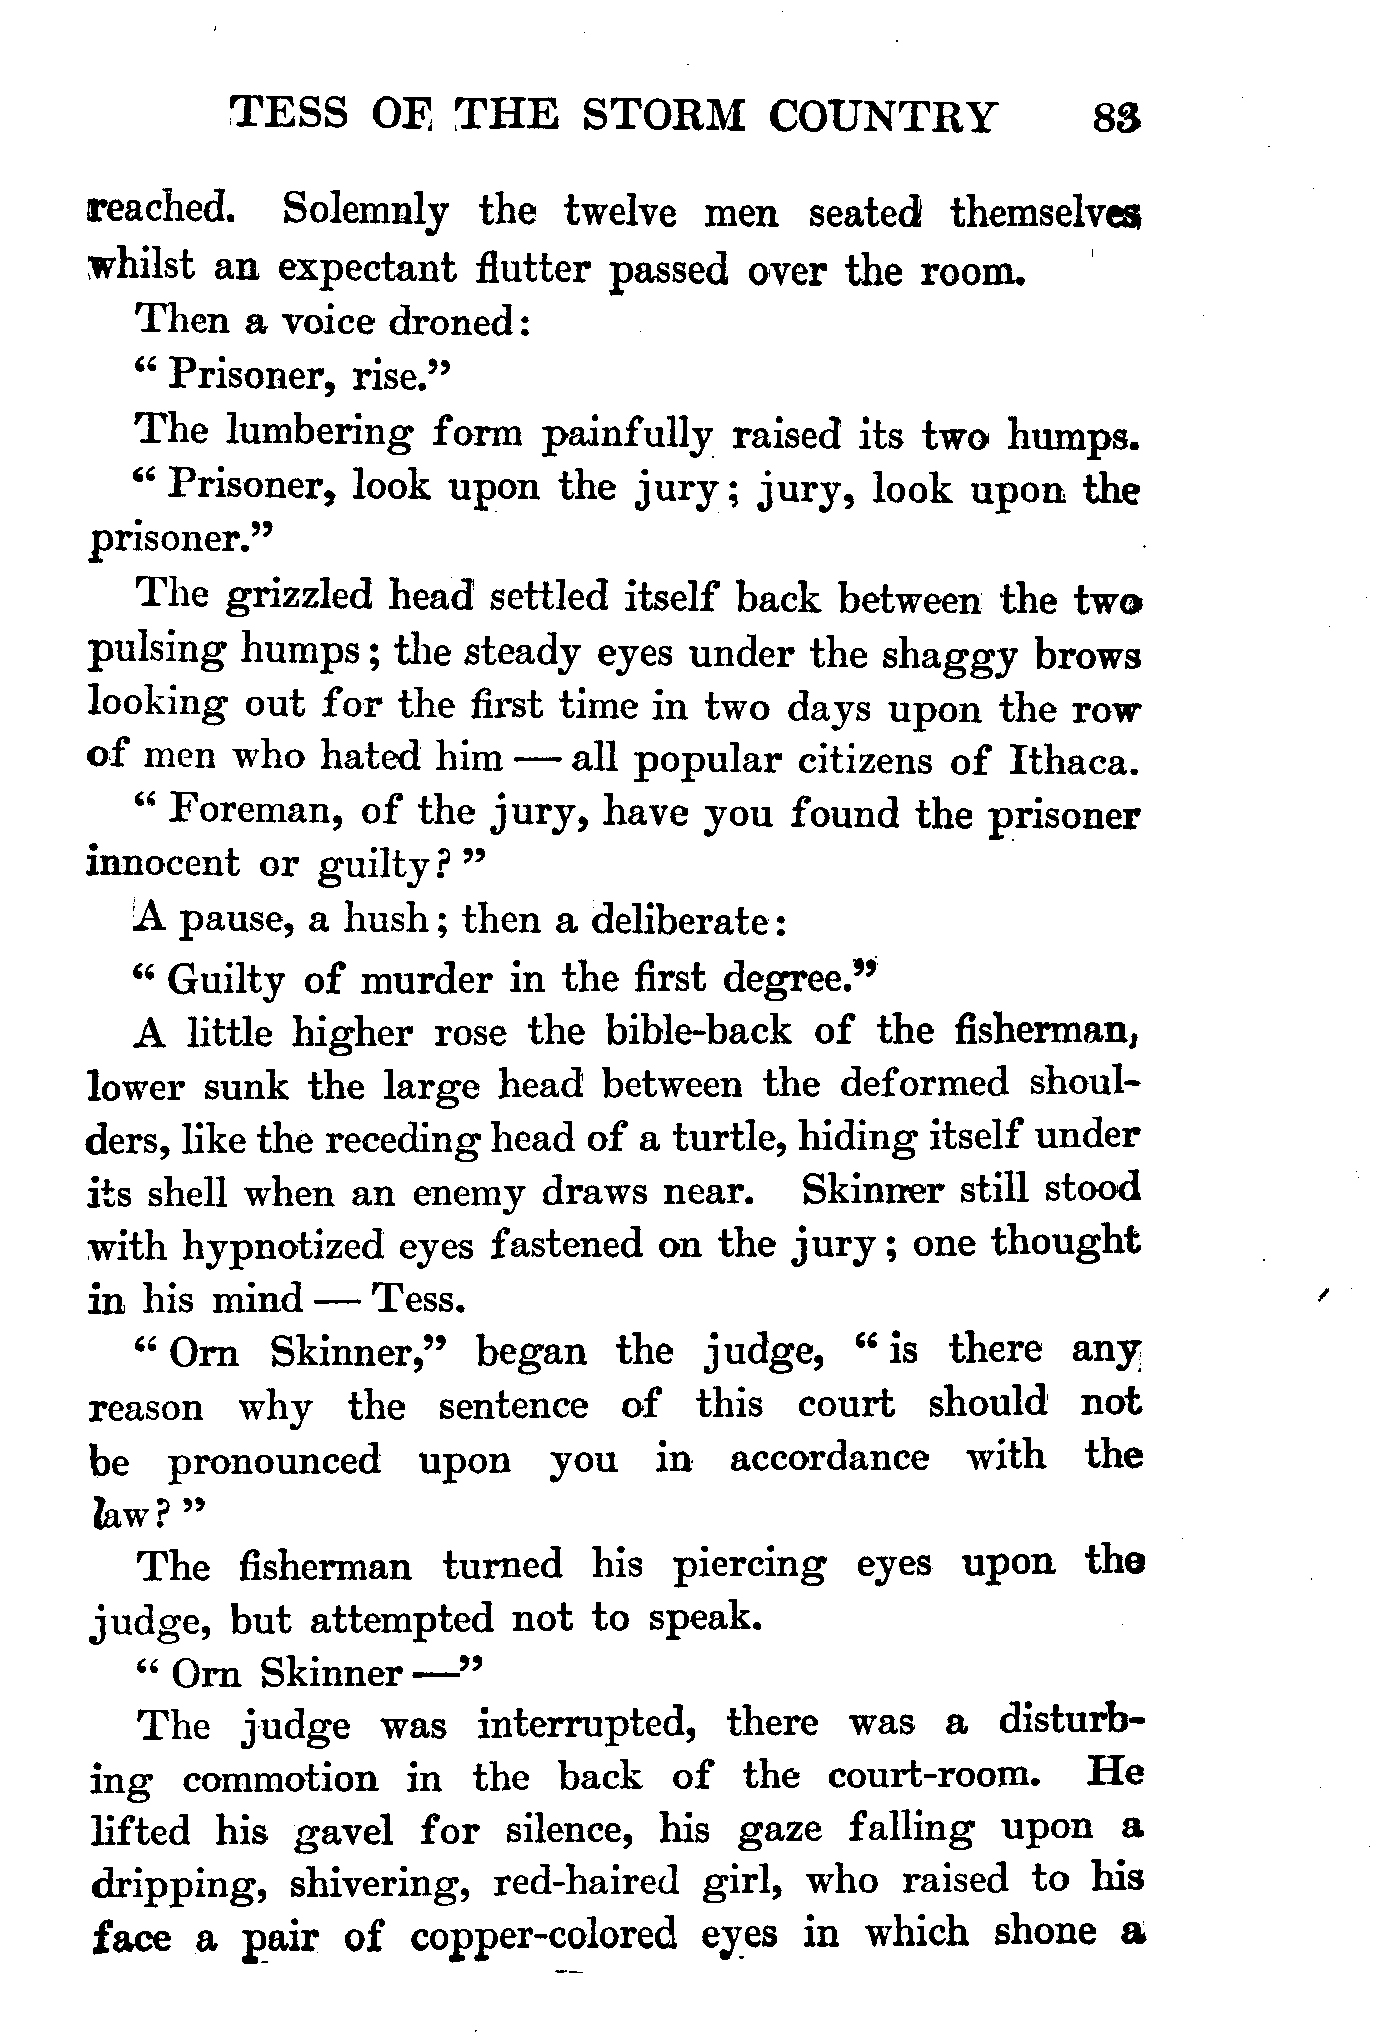 TESS OF THE STORM COUNTRY 83
reached. Solemnly the twelve men seated themselves
whilst an expectant flutter passed over the room.
Then a voice droned:
“ Prisoner, rise.”
The lumbering form painfully raised its two humps.
“ Prisoner, look upon the jury; jury, look upon the
prisoner.”
The grizzled head settled itself back between the two
pulsing humps; the steady eyes under the shaggy brows
looking out for the first time in two days upon the row
of men who hated him — all popular citizens of Ithaca.
“ Foreman, of the jury, have you found the prisoner
innocent or guilty? ”
A pause, a hush; then a deliberate:
“ Guilty of murder in the first degree.”
A little higher rose the bible-back of the fisherman,
lower sunk the large head between the deformed shoul-
ders, like the receding head of a turtle, hiding itself under
its shell when an enemy draws near. Skinner still stood
with hypnotized eyes fastened on the jury; one thought
in his mind — Tess.
“ Orn Skinner,” began the judge, “ is there any
reason why the sentence of this court should not
be pronounced upon you in accordance with the
law? ”
The fisherman turned his piercing eyes upon the
judge, but attempted not to speak.
“ Orn Skinner —”
The judge was interrupted, there was a disturb-
ing commotion in the back of the court-room. He
lifted his gavel for silence, his gaze falling upon a
dripping, shivering, red-haired girl, who raised to his
face a pair of copper-colored eyes in which shone a